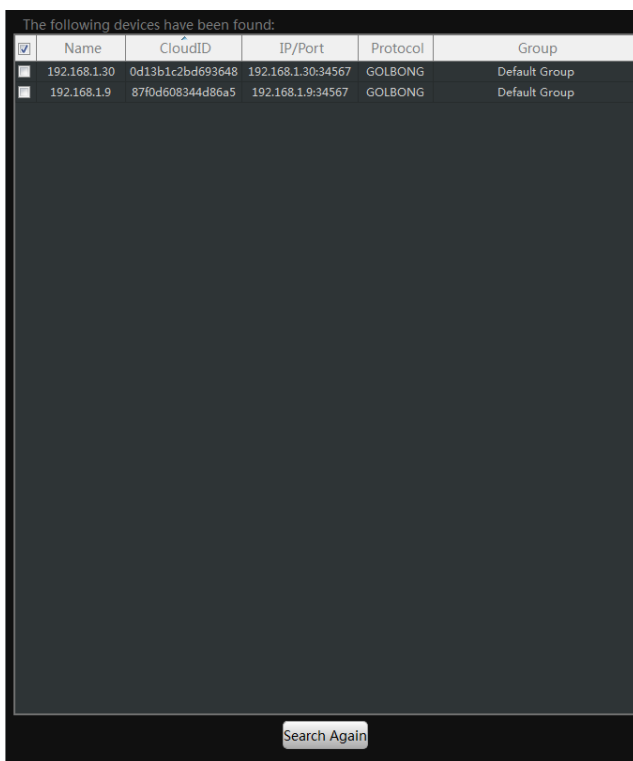 The following devices have been found:
Name CloudID IP/Port Protocol Group
192.168.1.30 0d13b1c2bd693648 192.168.1.30:34567 GOLBONG Default Group
192.168.1.9 87f0d608344d86a5 192.168.1.9:34567 GOLBONG Default Group
Search Again